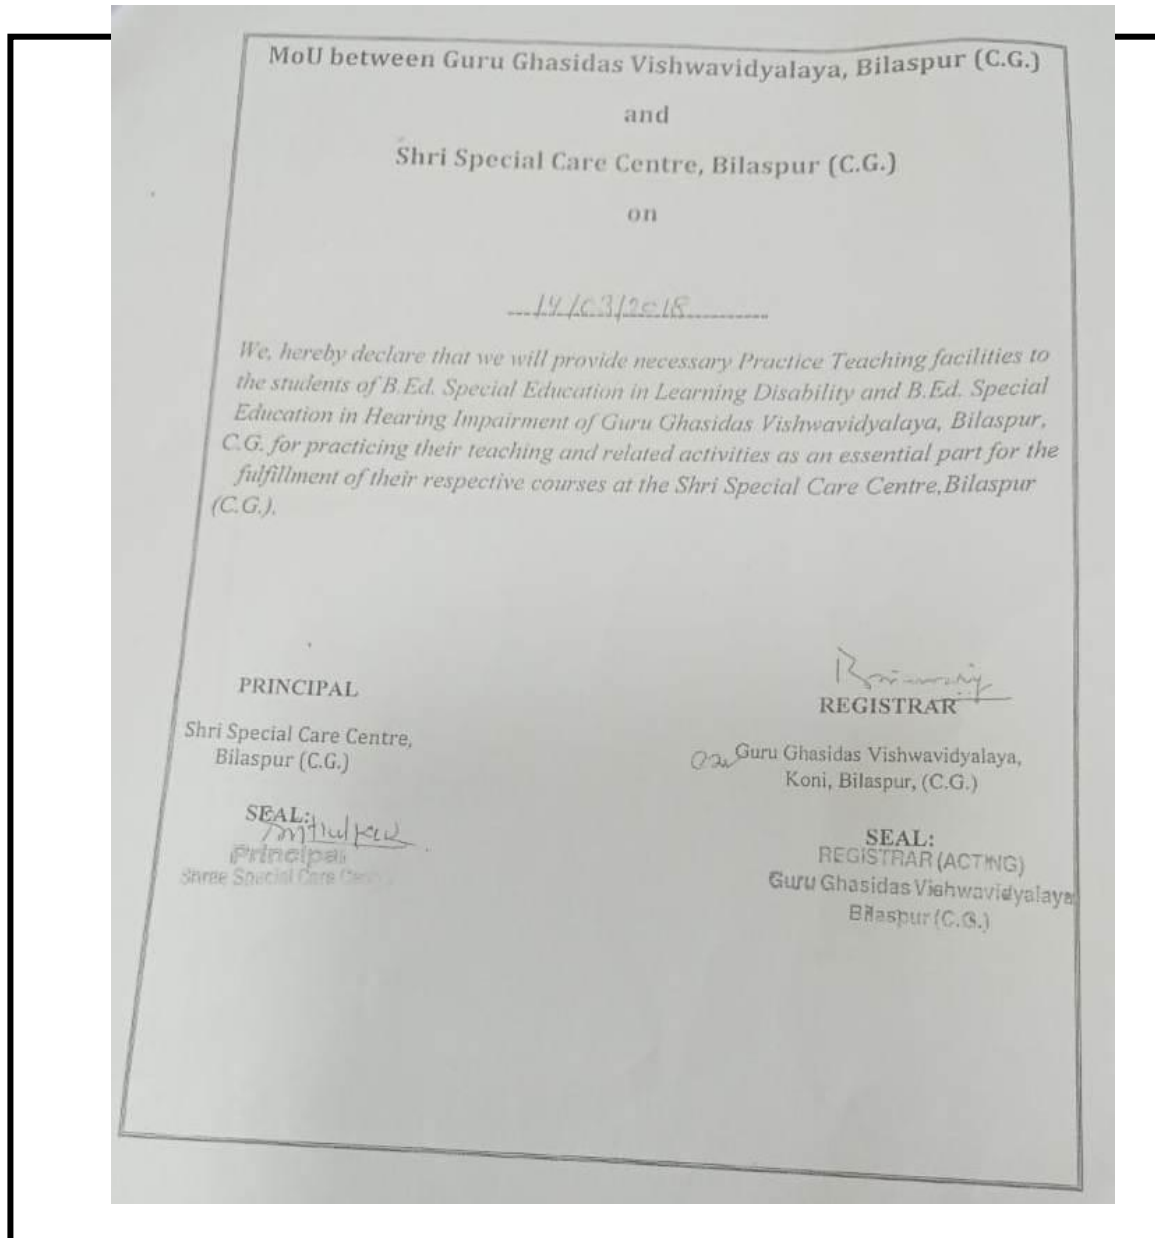 MoU between Guru Ghasidas Vishwavidyalaya, Bilaspur (C.G.)
and
Shri Special Care Centre, Bilaspur (C.G.)
on
14/03/2018
We, hereby declare that we will provide necessary Practice Teaching facilities to
the students of B.Ed. Special Education in Learning Disability and B.Ed. Special
Education in Hearing Impairment of Guru Ghasidas Vishwavidyalaya, Bilaspur,
C.G. for practicing their teaching and related activities as an essential part for the
fulfillment of their respective courses at the Shri Special Care Centre,Bilaspur
(C.G.).
PRINCIPAL
Shri Special Care Centre,
Bilaspur (C.G.)
SEAL:
Principal
Shree Special Care
REGISTRAR
Guru Ghasidas Vishwavidyalaya,
Koni, Bilaspur, (C.G.)
SEAL:
REGISTRAR (ACTING)
Guru Ghasidas Vishwavidyalaya
Bilaspur (C.G.)